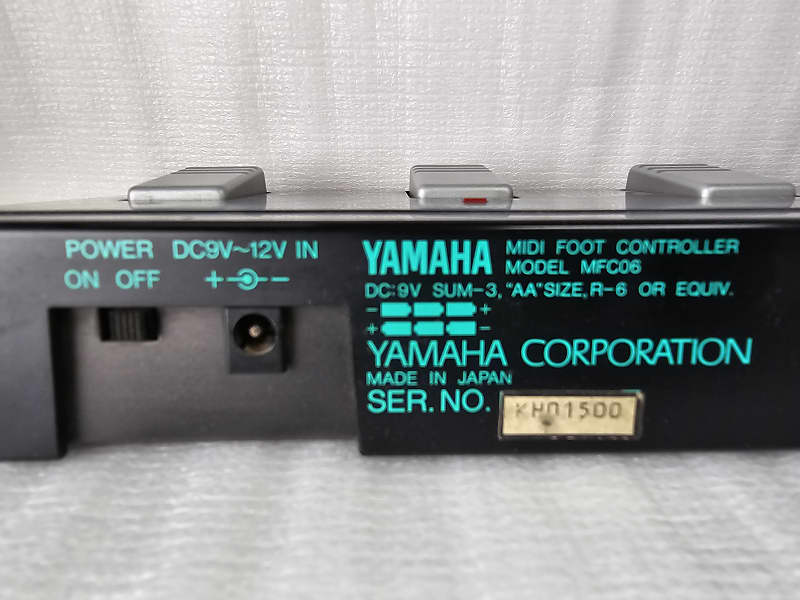 POWER DC9V~12V IN
ON OFF + -
YAMAHA MIDI FOOT CONTROLLER
MODEL MFC06
DC:9V SUM-3, "AA"SIZE, R-6 OR EQUIV.
- +
+ -
YAMAHA CORPORATION
MADE IN JAPAN
SER. NO. KH01500